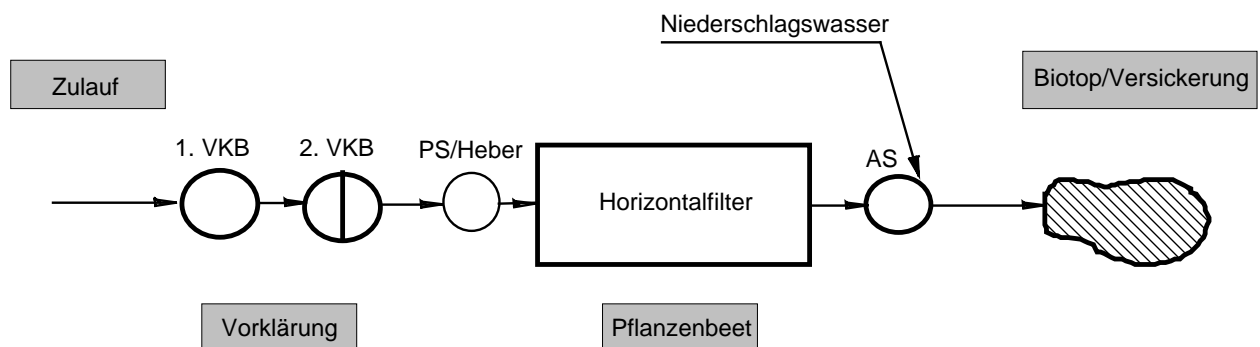 Niederschlagswasser
Zulauf
Biotop/Versickerung
1. VKB
2. VKB
PS/Heber
AS
Horizontalfilter
Vorklärung
Pflanzenbeet